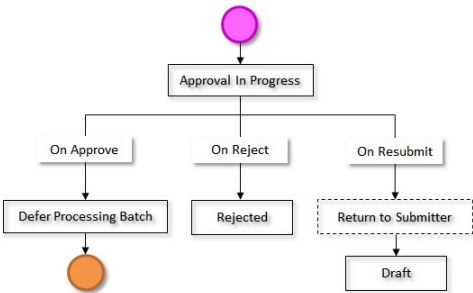 Approval In Progress
On Approve
On Reject
On Resubmit
Defer Processing Batch
Rejected
Return to Submitter
Draft